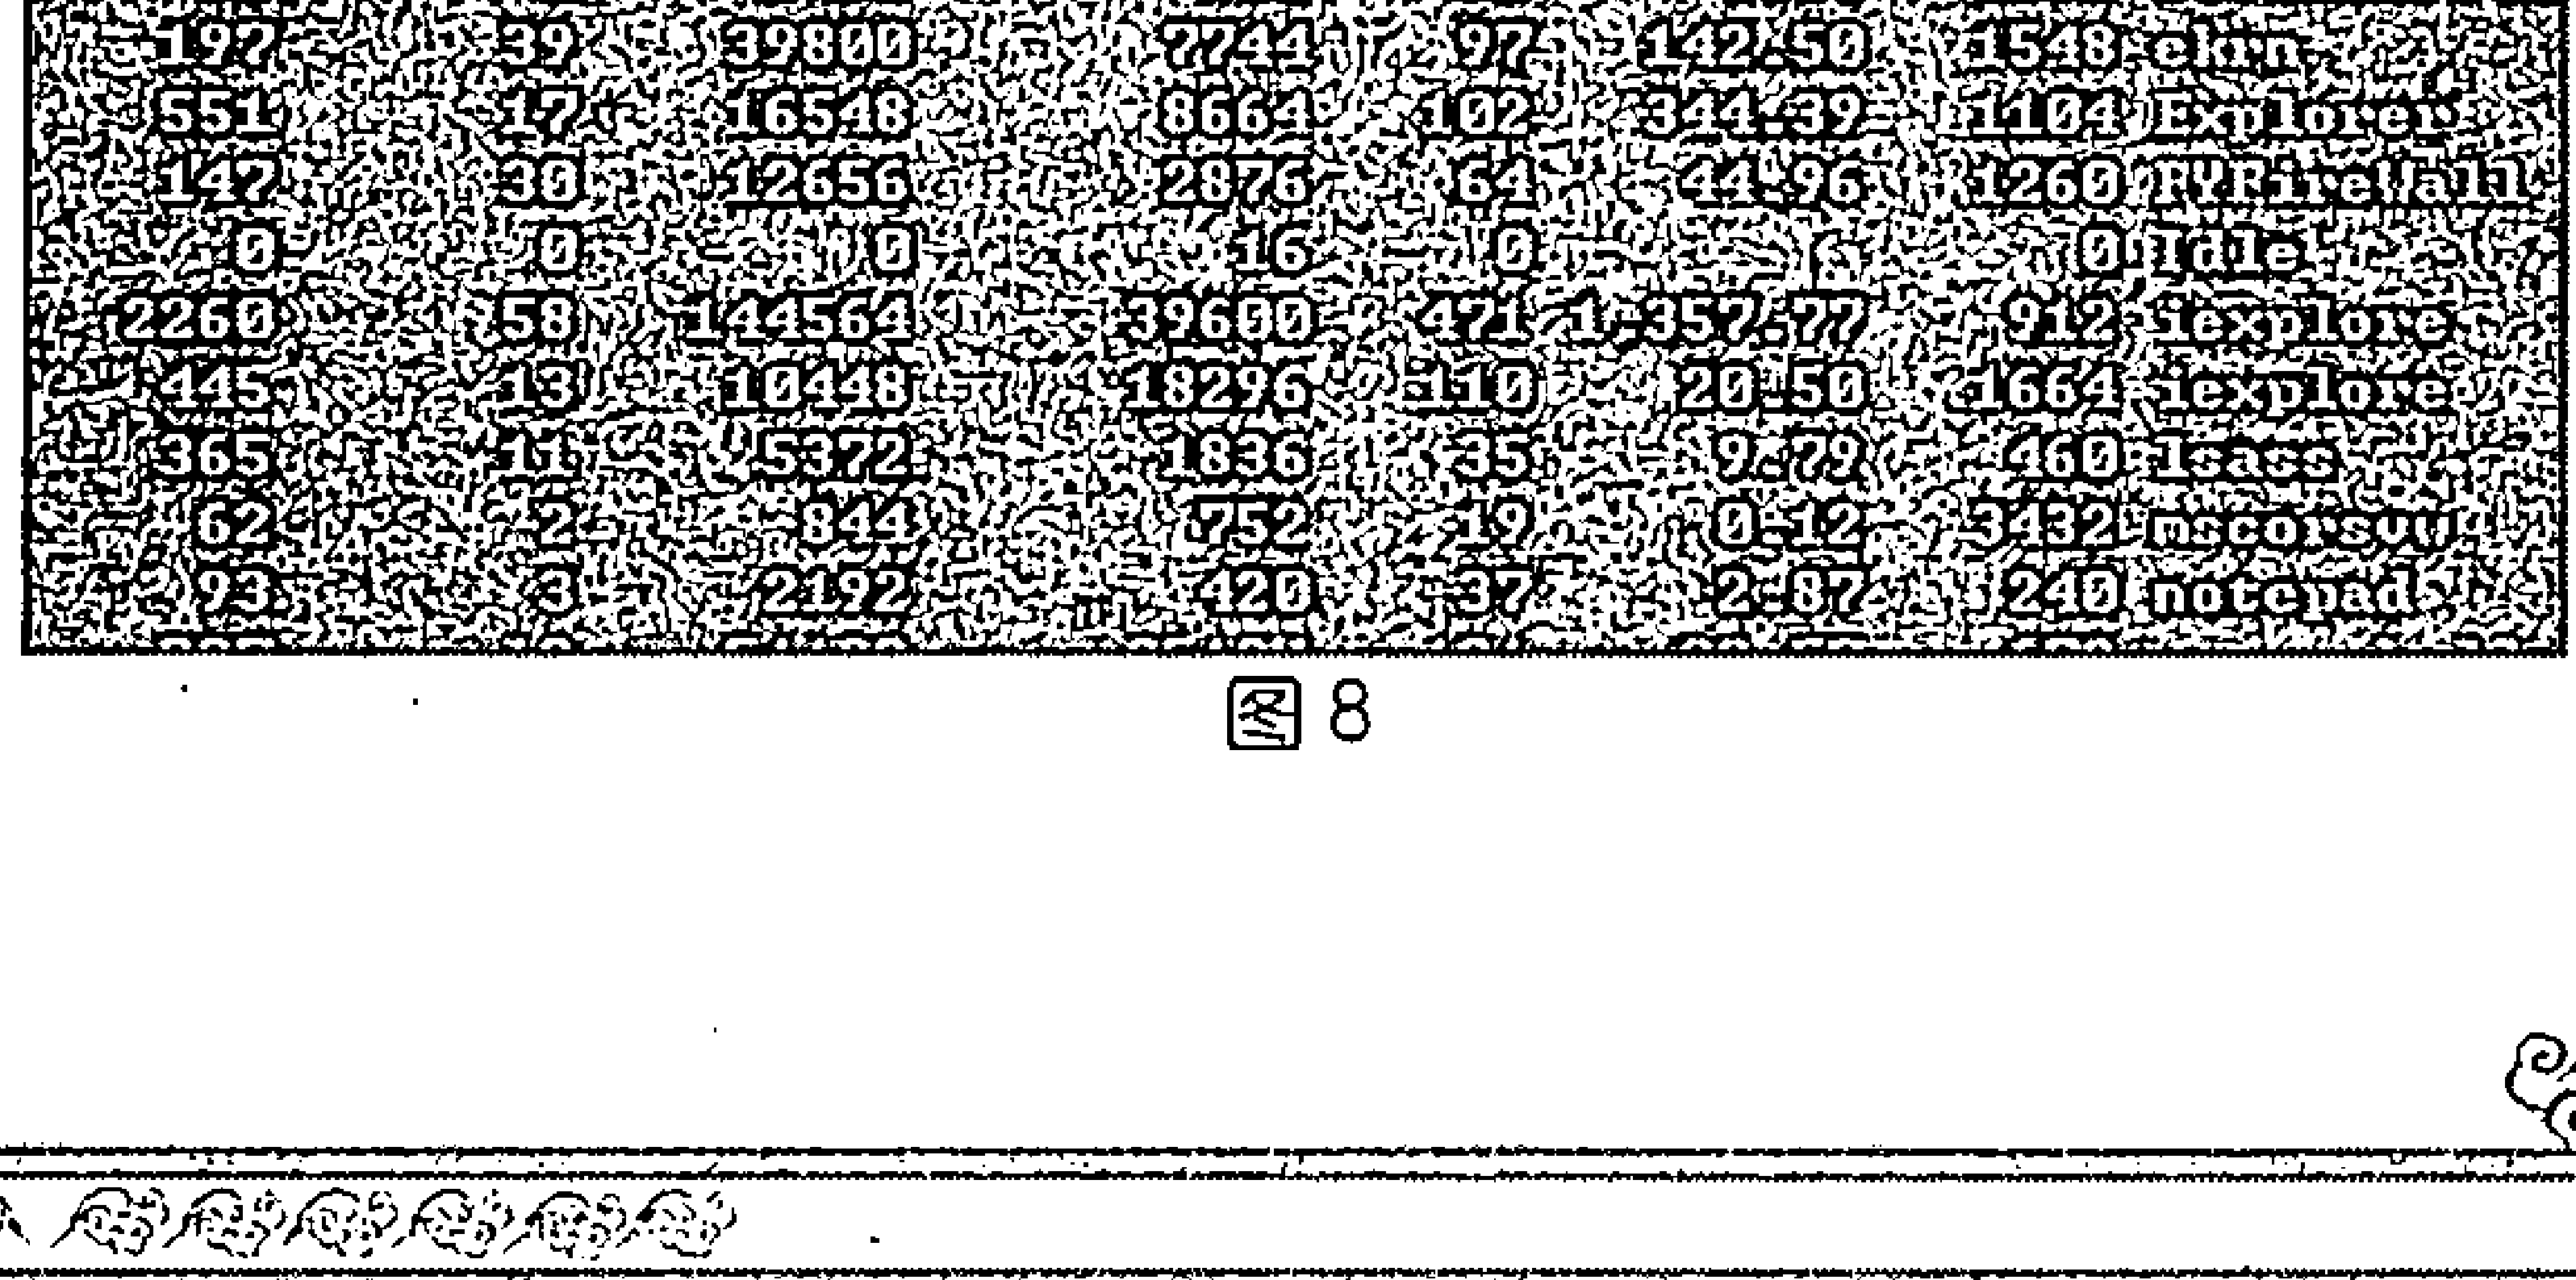 197 39 39800 7744 97 142.50 1548 ekrn
551 17 16548 8664 102 344.39 1104 Explorer
147 30 12656 2876 64 44.96 1260 FYFireWall
0 0 0 16 0 0 Idle
2260 58 144564 39600 471 1,357.77 912 iexplore
445 13 10448 18296 110 20.50 1664 iexplore
365 11 5372 1836 35 9.79 460 lsass
62 2 844 752 19 0.12 3432 mscorsvw
93 3 2192 420 37 2.87 240 notepad
图 8